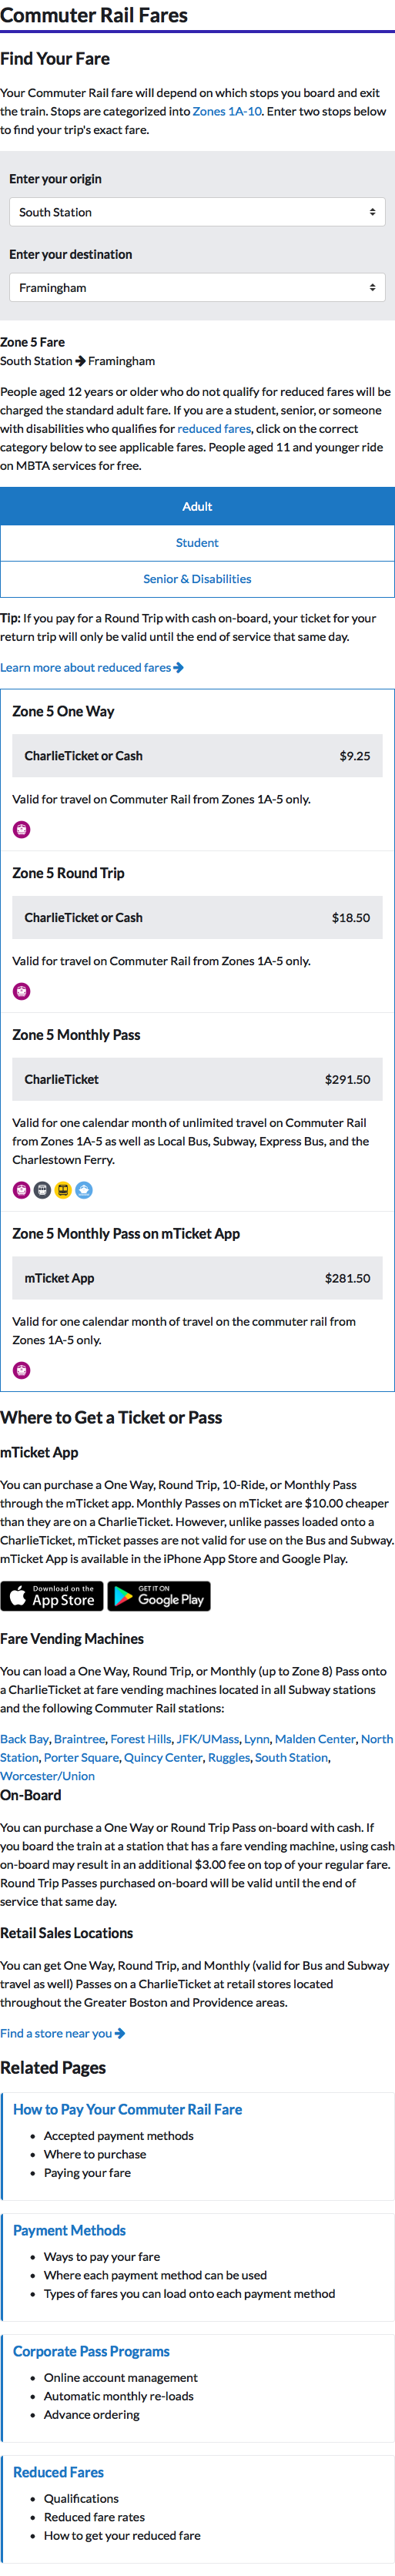 Commuter Rail Fares
Find Your Fare
Your Commuter Rail fare will depend on which stops you board and exit
the train. Stops are categorized into Zones 1A-10. Enter two stops below
to find your trip's exact fare.
Enter your origin
South Station
Enter your destination
Framingham
Zone 5 Fare
South Station → Framingham
People aged 12 years or older who do not qualify for reduced fares will be
charged the standard adult fare. If you are a student, senior, or someone
with disabilities who qualifies for reduced fares, click on the correct
category below to see applicable fares. People aged 11 and younger ride
on MBTA services for free.
Adult
Student
Senior & Disabilities
Tip: If you pay for a Round Trip with cash on-board, your ticket for your
return trip will only be valid until the end of service that same day.
Learn more about reduced fares →
Zone 5 One Way
CharlieTicket or Cash $9.25
Valid for travel on Commuter Rail from Zones 1A-5 only.
Zone 5 Round Trip
CharlieTicket or Cash $18.50
Valid for travel on Commuter Rail from Zones 1A-5 only.
Zone 5 Monthly Pass
CharlieTicket $291.50
Valid for one calendar month of unlimited travel on Commuter Rail
from Zones 1A-5 as well as Local Bus, Subway, Express Bus, and the
Charlestown Ferry.
Zone 5 Monthly Pass on mTicket App
mTicket App $281.50
Valid for one calendar month of travel on the commuter rail from
Zones 1A-5 only.
Where to Get a Ticket or Pass
mTicket App
You can purchase a One Way, Round Trip, 10-Ride, or Monthly Pass
through the mTicket app. Monthly Passes on mTicket are $10.00 cheaper
than they are on a CharlieTicket. However, unlike passes loaded onto a
CharlieTicket, mTicket passes are not valid for use on the Bus and Subway.
mTicket App is available in the iPhone App Store and Google Play.
Download on the App Store GET IT ON Google Play
Fare Vending Machines
You can load a One Way, Round Trip, or Monthly (up to Zone 8) Pass onto
a CharlieTicket at fare vending machines located in all Subway stations
and the following Commuter Rail stations:
Back Bay, Braintree, Forest Hills, JFK/UMass, Lynn, Malden Center, North
Station, Porter Square, Quincy Center, Ruggles, South Station,
Worcester/Union
On-Board
You can purchase a One Way or Round Trip Pass on-board with cash. If
you board the train at a station that has a fare vending machine, using cash
on-board may result in an additional $3.00 fee on top of your regular fare.
Round Trip Passes purchased on-board will be valid until the end of
service that same day.
Retail Sales Locations
You can get One Way, Round Trip, and Monthly (valid for Bus and Subway
travel as well) Passes on a CharlieTicket at retail stores located
throughout the Greater Boston and Providence areas.
Find a store near you →
Related Pages
How to Pay Your Commuter Rail Fare
• Accepted payment methods
• Where to purchase
• Paying your fare
Payment Methods
• Ways to pay your fare
• Where each payment method can be used
• Types of fares you can load onto each payment method
Corporate Pass Programs
• Online account management
• Automatic monthly re-loads
• Advance ordering
Reduced Fares
• Qualifications
• Reduced fare rates
• How to get your reduced fare